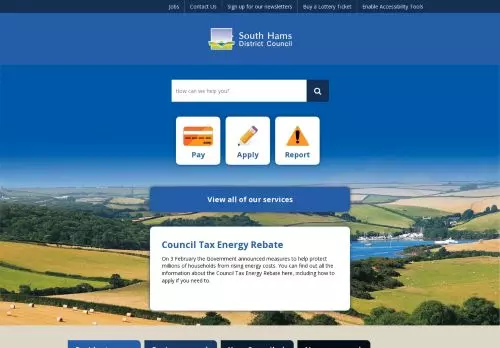 Jobs Contact Us Sign up for our newsletters Buy a Lottery Ticket Enable Accessibility Tools
South Hams
District Council
How can we help you?
Pay Apply Report
View all of our services
Council Tax Energy Rebate
On 3 February the Government announced measures to help protect
millions of households from rising energy costs. You can find out all the
information about the Council Tax Energy Rebate here, including how to
apply if you need to.